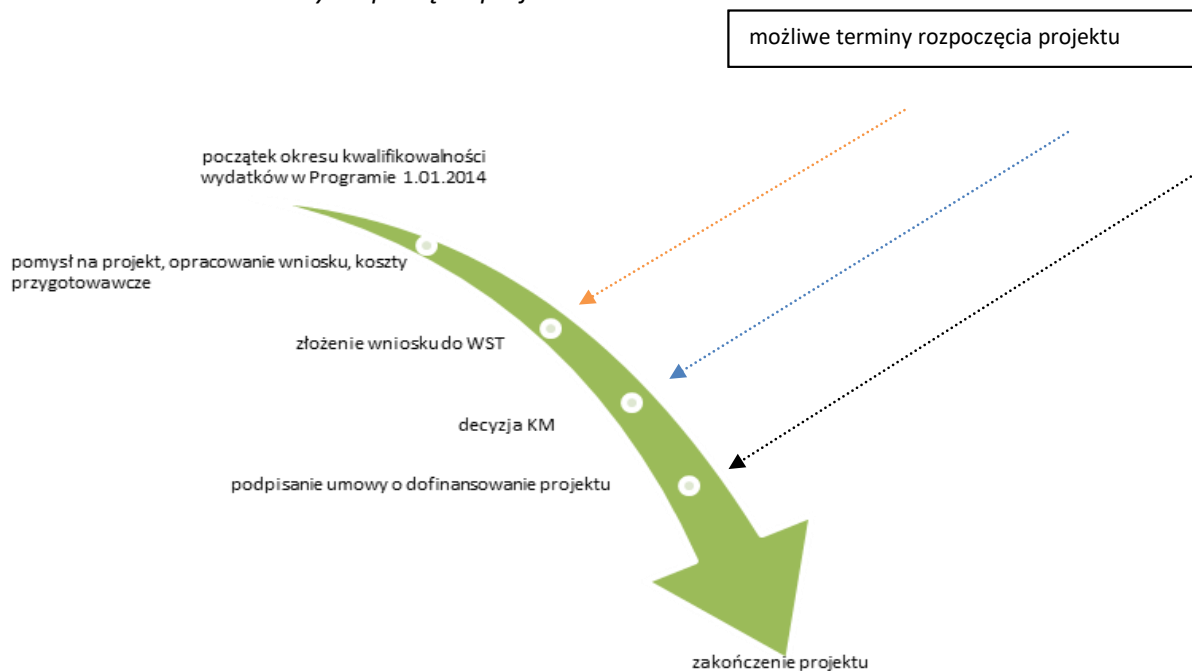 możliwe terminy rozpoczęcia projektu
początek okresu kwalifikowalności
wydatków w Programie 1.01.2014
pomysł na projekt, opracowanie wniosku, koszty
przygotowawcze
złożenie wniosku do WST
decyzja KM
podpisanie umowy o dofinansowanie projektu
zakończenie projektu